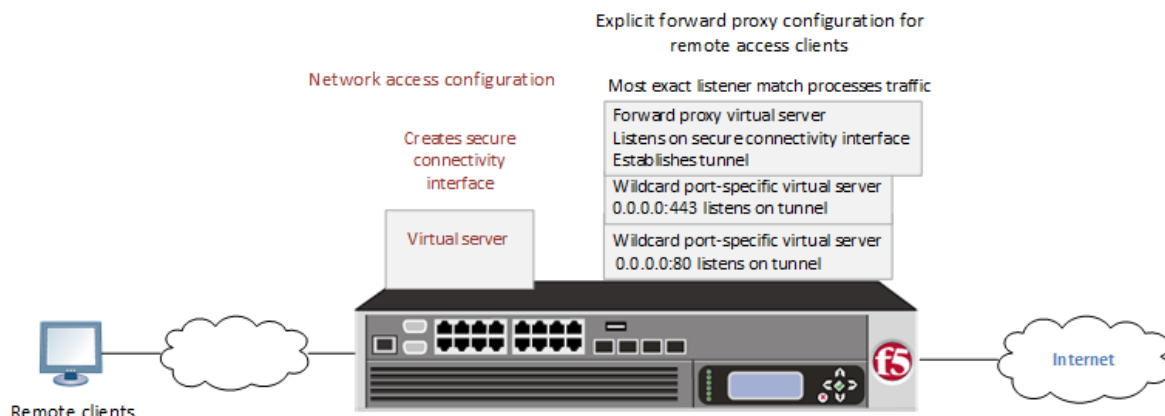 Explicit forward proxy configuration for
remote access clients
Network access configuration
Most exact listener match processes traffic
Forward proxy virtual server
Listens on secure connectivity interface
Establishes tunnel
Creates secure
connectivity
interface
Wildcard port-specific virtual server
0.0.0.0:443 listens on tunnel
Virtual server
Wildcard port-specific virtual server
0.0.0.0:80 listens on tunnel
f5
Internet
Remote clients